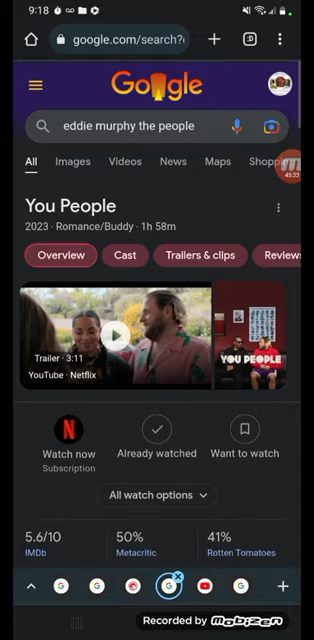 9:18
google.com/search?
Google
eddie murphy the people
All Images Videos News Maps Shoppi
45:22
You People
2023 · Romance/Buddy · 1h 58m
Overview Cast Trailers & clips Reviews
Trailer · 3:11
YouTube · Netflix
YOU PEOPLE
Watch now Already watched Want to watch
Subscription
All watch options
5.6/10 50% 41%
IMDb Metacritic Rotten Tomatoes
Recorded by Mobizen